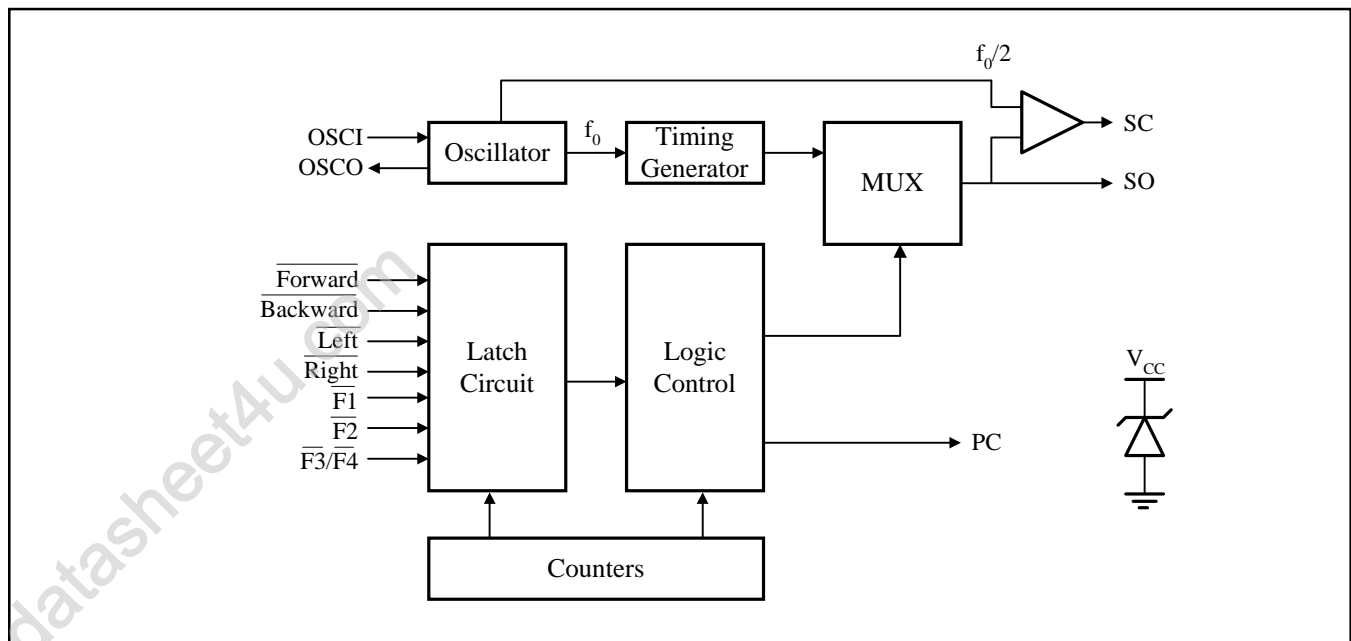 f₀/2
SC
OSCI
OSCO
Oscillator
f₀
Timing
Generator
MUX
SO
Forward
Backward
Left
Right
F1
F2
F3/F4
Latch
Circuit
Logic
Control
PC
V_CC
Counters
datasheet4u.com